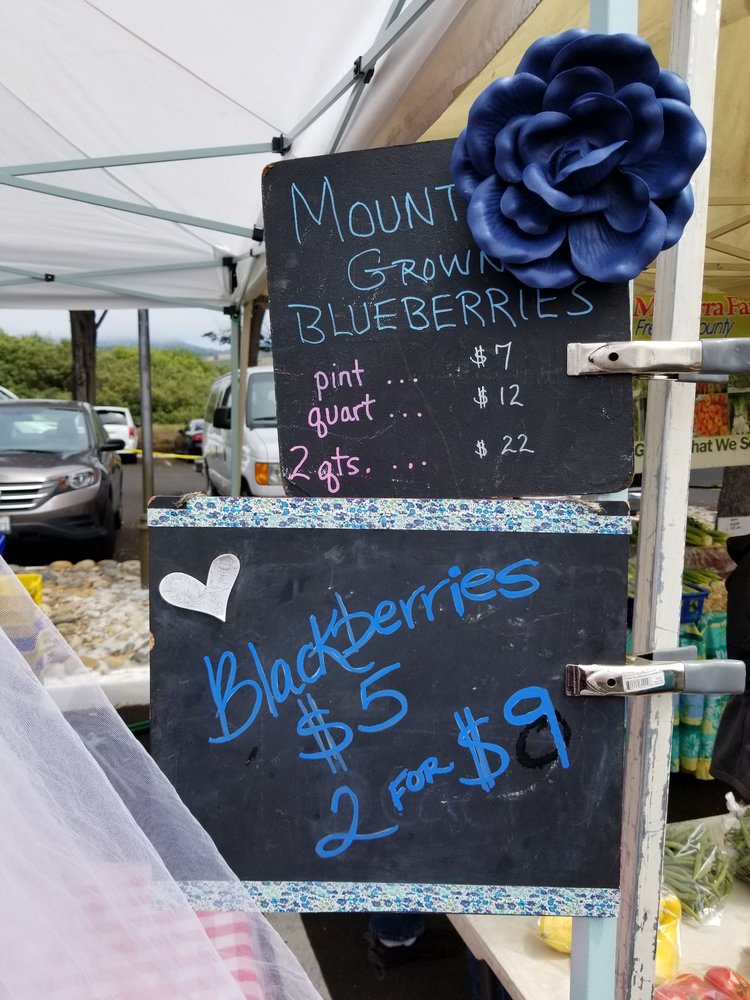 MOUNT
GROWN
BLUEBERRIES
pint ... $7
quart ... $12
2 qts. ... $22
Blackberries
$5
2 FOR $9